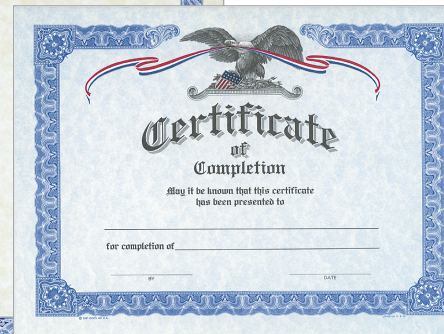 Certificate
of
Completion
May it be known that this certificate
has been presented to
for completion of
BY DATE